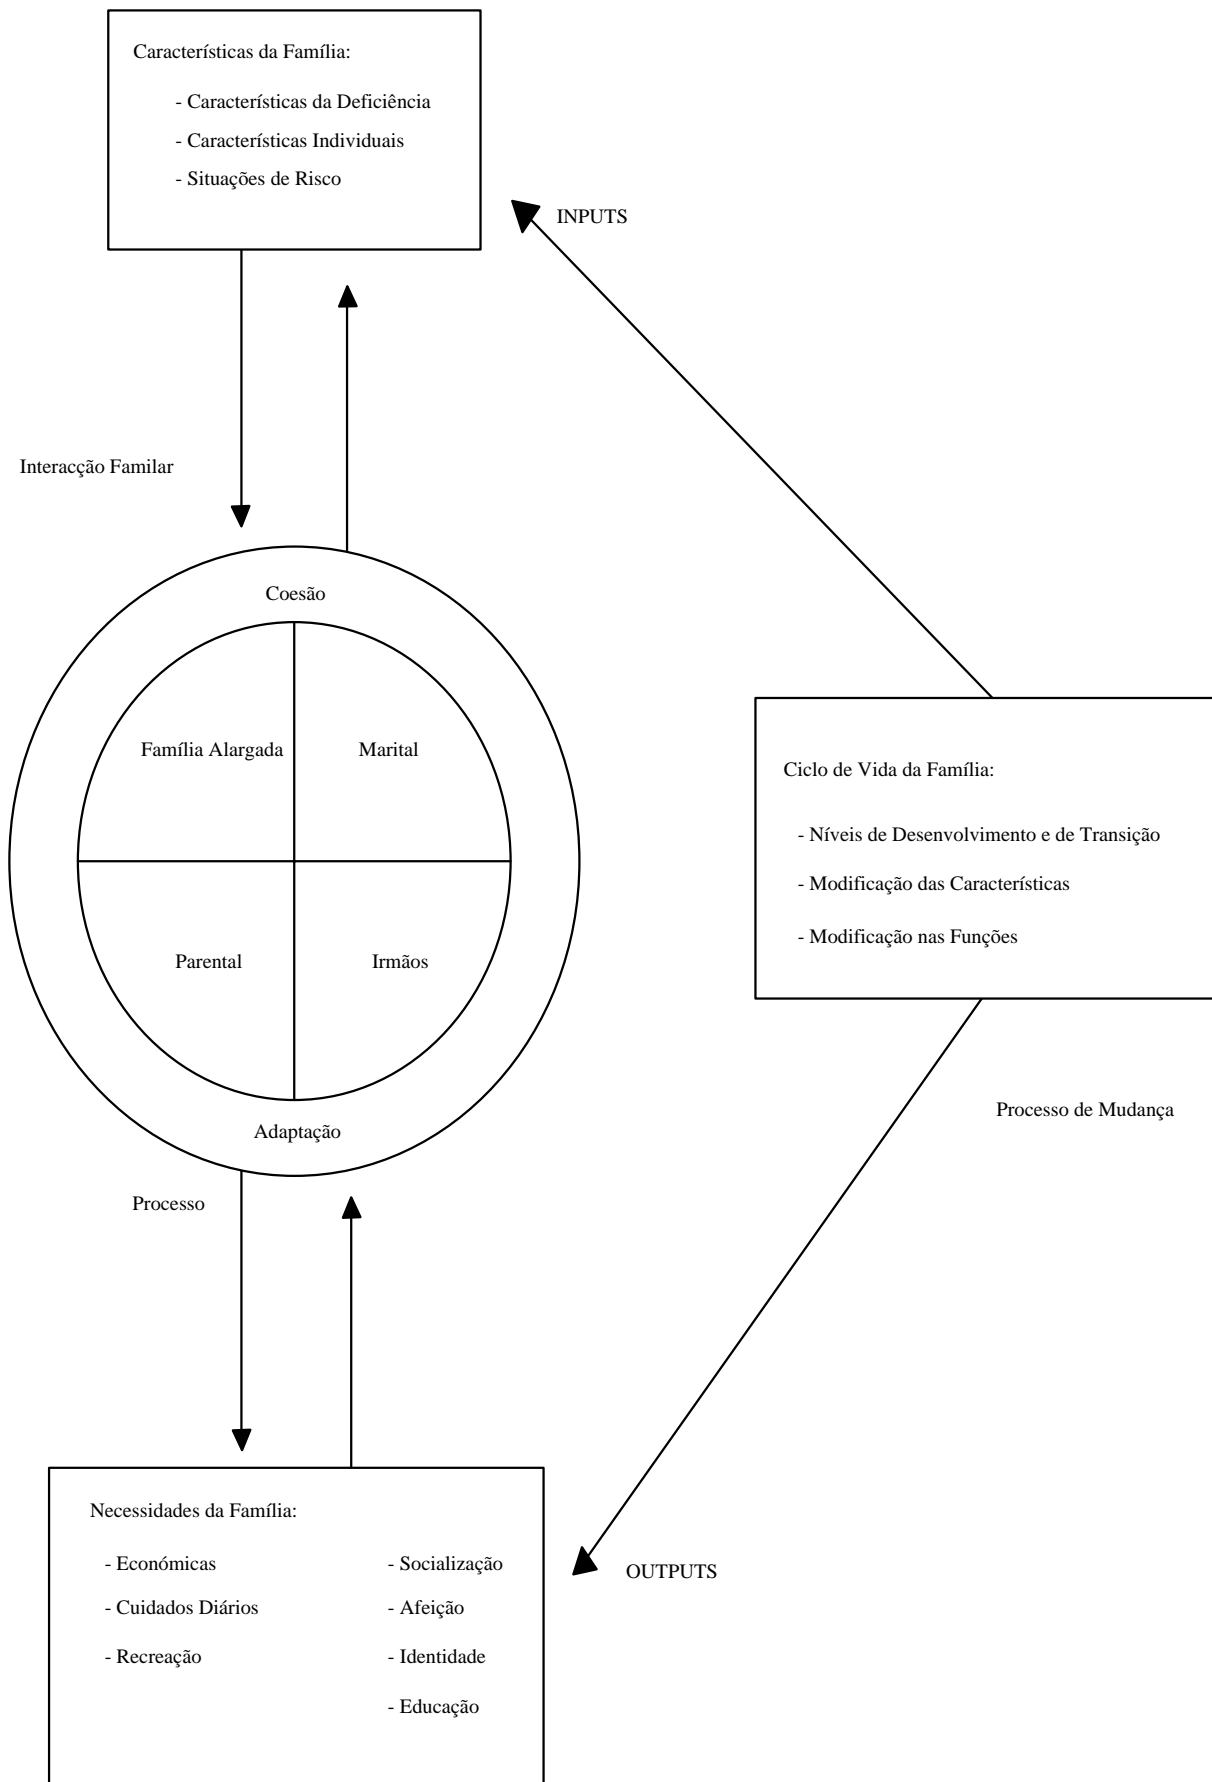 Características da Família:
- Características da Deficiência
- Características Individuais
- Situações de Risco
INPUTS
Interacção Familar
Coesão
Família Alargada
Marital
Parental
Irmãos
Adaptação
Ciclo de Vida da Família:
- Níveis de Desenvolvimento e de Transição
- Modificação das Características
- Modificação nas Funções
Processo de Mudança
Processo
Necessidades da Família:
- Económicas
- Cuidados Diários
- Recreação
- Socialização
- Afeição
- Identidade
- Educação
OUTPUTS